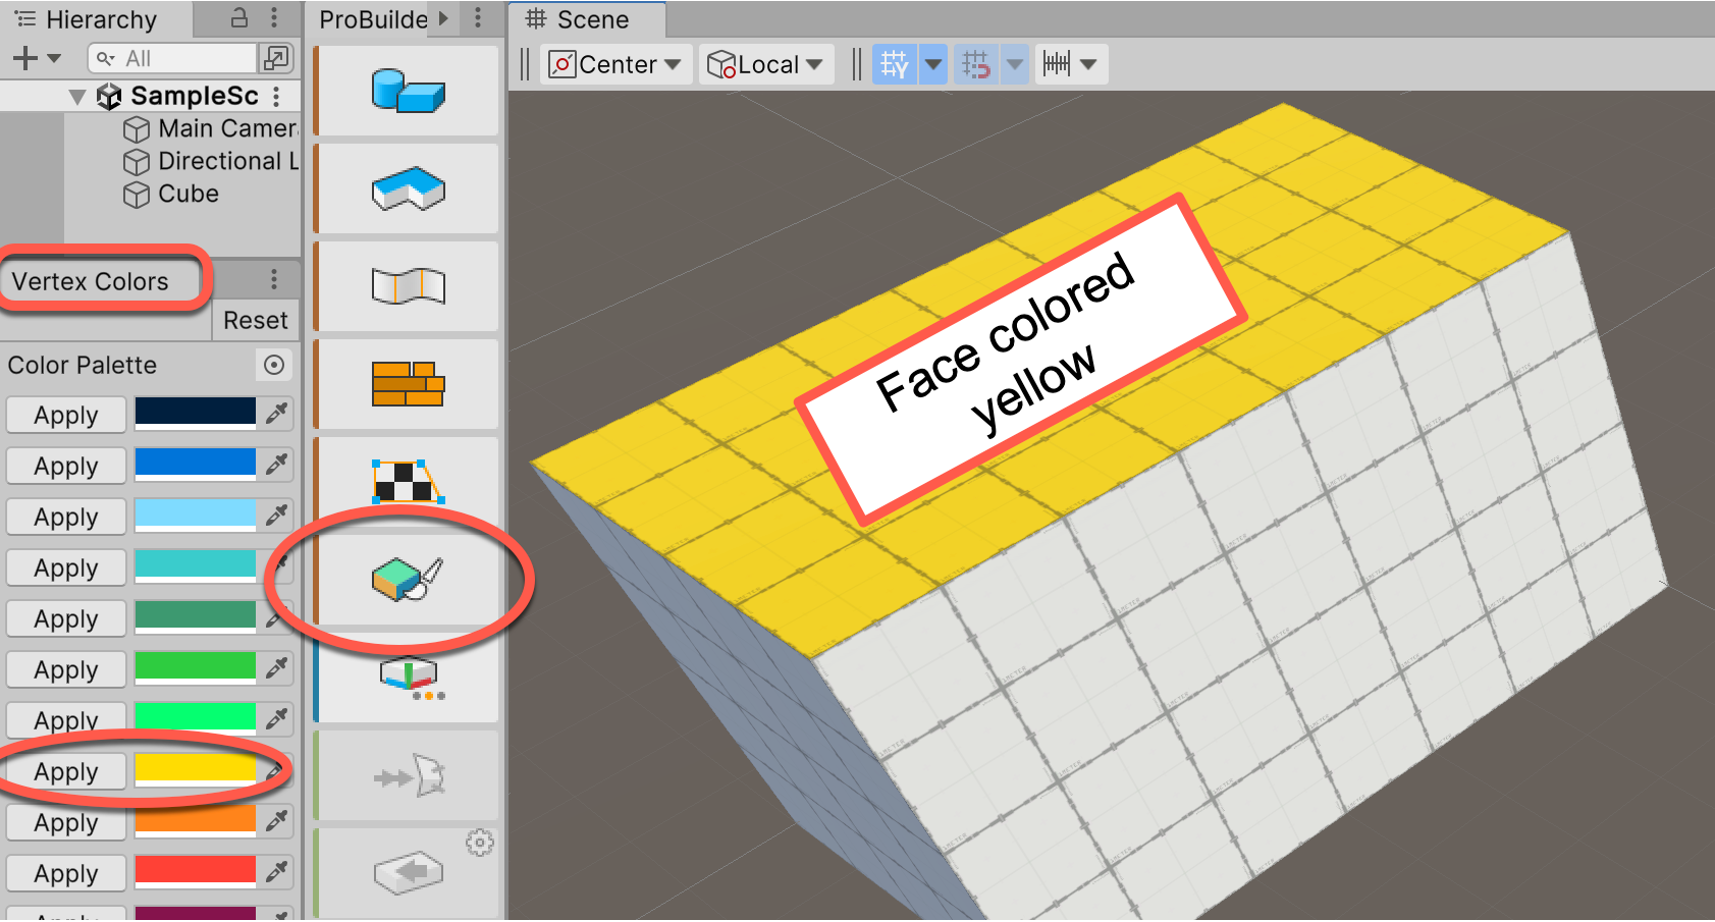 Hierarchy
ProBuilde
Scene
All
Center
Local
SampleSc
Main Camer
Directional L
Cube
Vertex Colors
Reset
Color Palette
Apply
Apply
Apply
Apply
Apply
Apply
Apply
Apply
Apply
Apply
Apply
Face colored
yellow